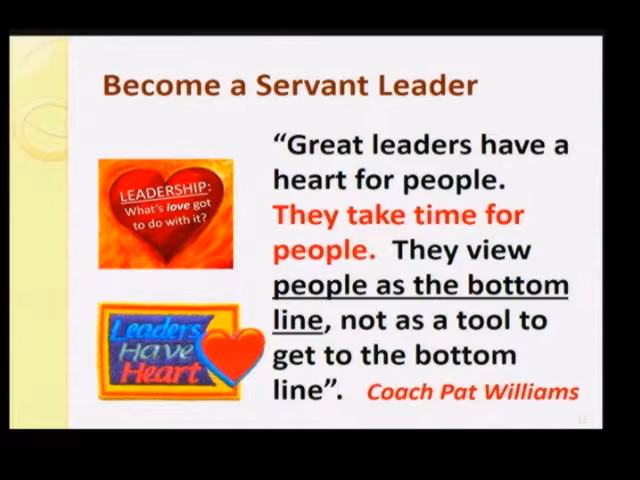 Become a Servant Leader
LEADERSHIP:
What's love got
to do with it?
Leaders
Have
Heart
“Great leaders have a
heart for people.
They take time for
people. They view
people as the bottom
line, not as a tool to
get to the bottom
line”. Coach Pat Williams